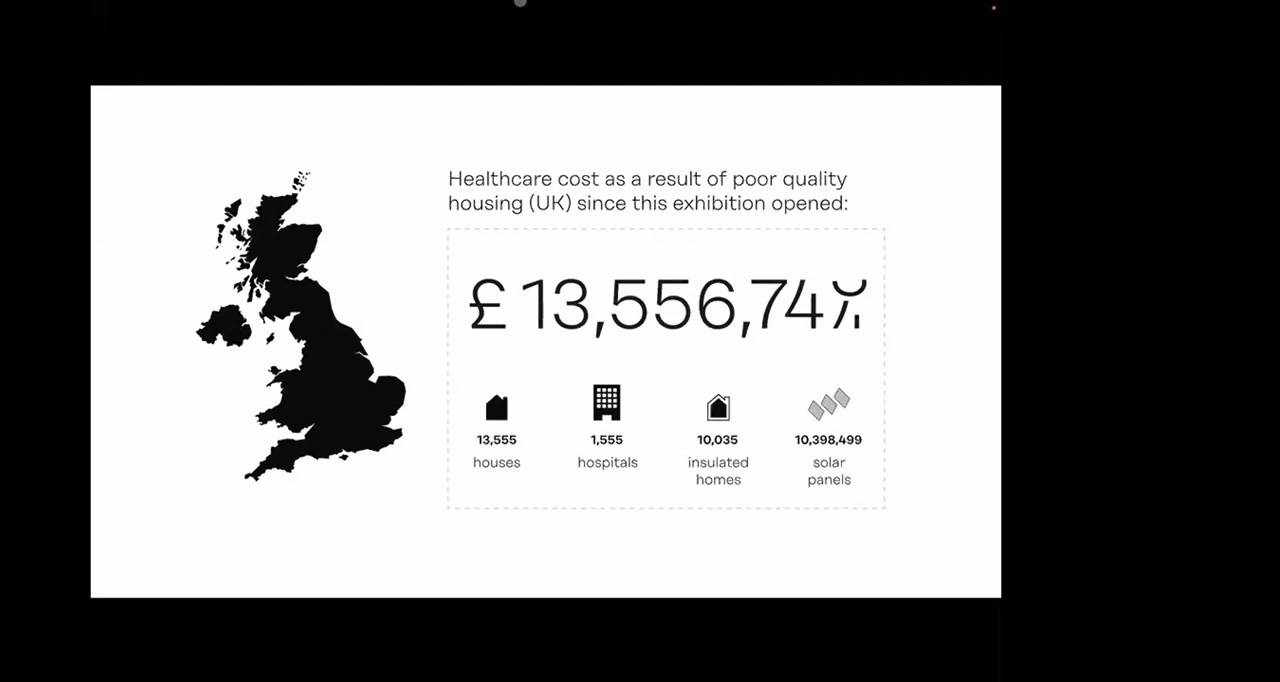 Healthcare cost as a result of poor quality
housing (UK) since this exhibition opened:
£13,556,74
13,555
houses
1,555
hospitals
10,035
insulated
homes
10,398,499
solar
panels